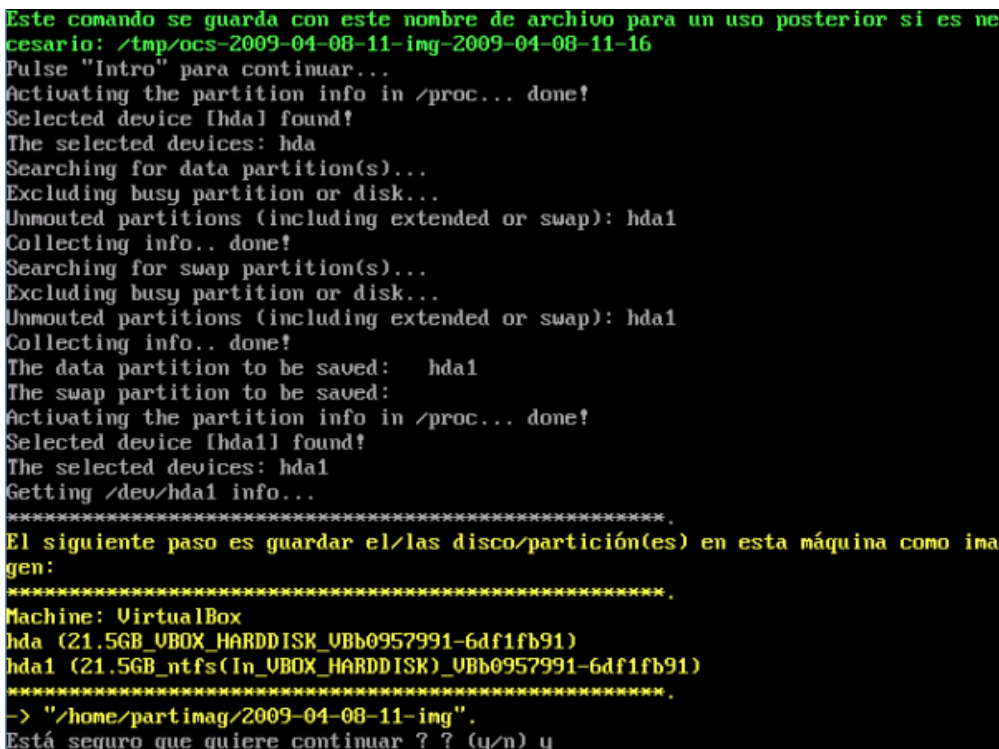 Este comando se guarda con este nombre de archivo para un uso posterior si es ne
cesario: /tmp/ocs-2009-04-08-11-img-2009-04-08-11-16
Pulse "Intro" para continuar...
Activating the partition info in /proc... done!
Selected device [hda] found!
The selected devices: hda
Searching for data partition(s)...
Excluding busy partition or disk...
Unmouted partitions (including extended or swap): hda1
Collecting info.. done!
Searching for swap partition(s)...
Excluding busy partition or disk...
Unmouted partitions (including extended or swap): hda1
Collecting info.. done!
The data partition to be saved:   hda1
The swap partition to be saved:
Activating the partition info in /proc... done!
Selected device [hda1] found!
The selected devices: hda1
Getting /dev/hda1 info...
*****************************************************.
El siguiente paso es guardar el/las disco/partición(es) en esta máquina como ima
gen:
*****************************************************.
Machine: VirtualBox
hda (21.5GB_VBOX_HARDDISK_VBb0957991-6df1fb91)
hda1 (21.5GB_ntfs(In_VBOX_HARDDISK)_VBb0957991-6df1fb91)
*****************************************************.
-> "/home/partimag/2009-04-08-11-img".
Está seguro que quiere continuar ? ? (y/n) y